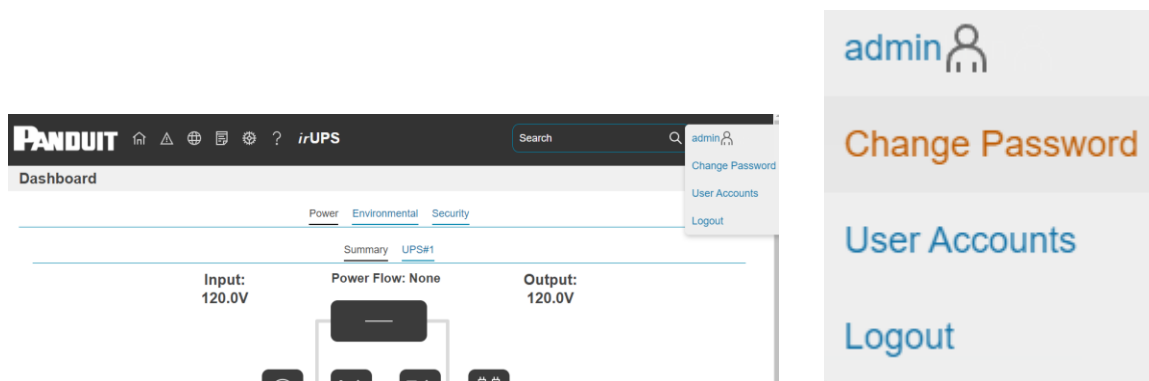 PANDUIT ? irUPS Search admin
Change Password
User Accounts
Logout
Dashboard
Power Environmental Security
Summary UPS#1
Input: Power Flow: None Output:
120.0V 120.0V
admin
Change Password
User Accounts
Logout